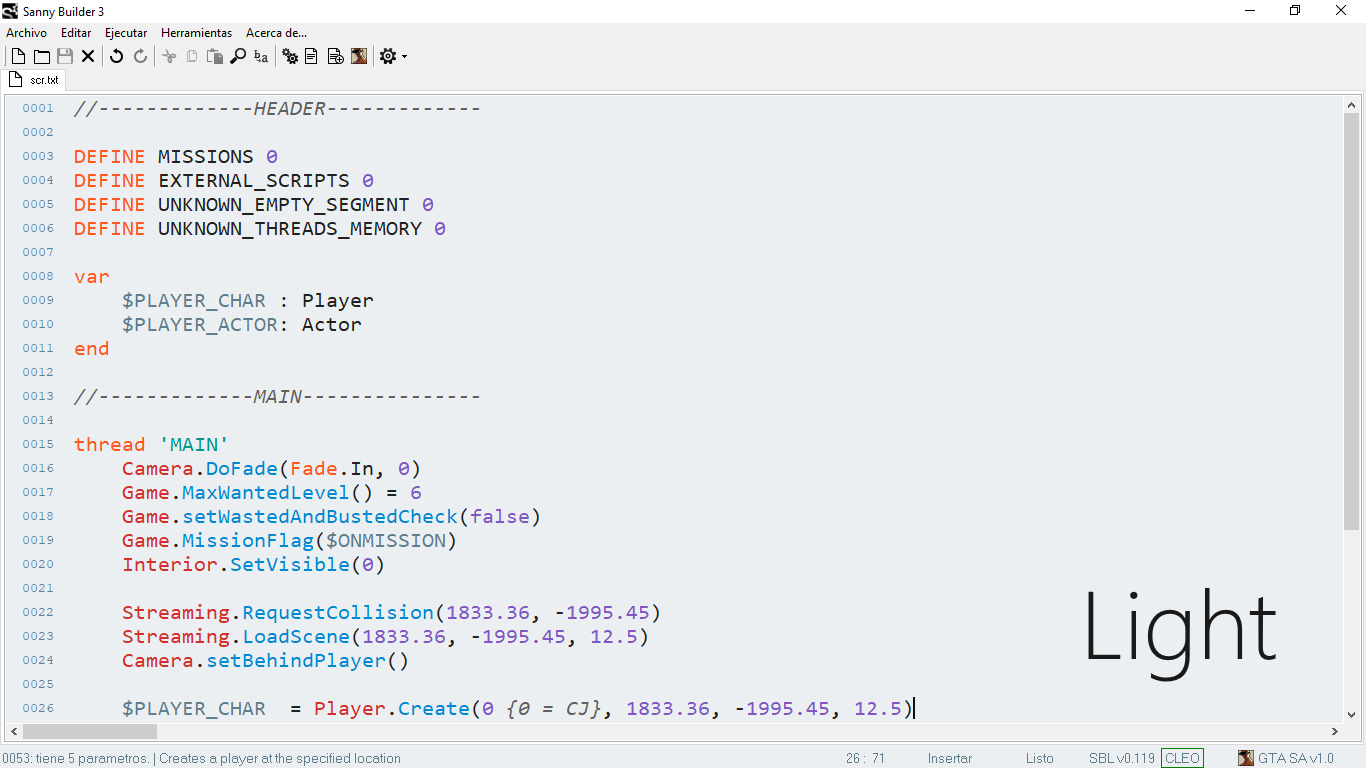 Sanny Builder 3
Archivo Editar Ejecutar Herramientas Acerca de...
scr.txt
0001 //-------------HEADER-------------
0002
0003 DEFINE MISSIONS 0
0004 DEFINE EXTERNAL_SCRIPTS 0
0005 DEFINE UNKNOWN_EMPTY_SEGMENT 0
0006 DEFINE UNKNOWN_THREADS_MEMORY 0
0007
0008 var
0009     $PLAYER_CHAR : Player
0010     $PLAYER_ACTOR: Actor
0011 end
0012
0013 //-------------MAIN---------------
0014
0015 thread 'MAIN'
0016     Camera.DoFade(Fade.In, 0)
0017     Game.MaxWantedLevel() = 6
0018     Game.setWastedAndBustedCheck(false)
0019     Game.MissionFlag($ONMISSION)
0020     Interior.SetVisible(0)
0021
0022     Streaming.RequestCollision(1833.36, -1995.45)
0023     Streaming.LoadScene(1833.36, -1995.45, 12.5)
0024     Camera.setBehindPlayer()
0025
0026     $PLAYER_CHAR  = Player.Create(0 {0 = CJ}, 1833.36, -1995.45, 12.5)
Light
0053: tiene 5 parametros. | Creates a player at the specified location 26 : 71 Insertar Listo SBL v0.119 CLEO GTA SA v1.0